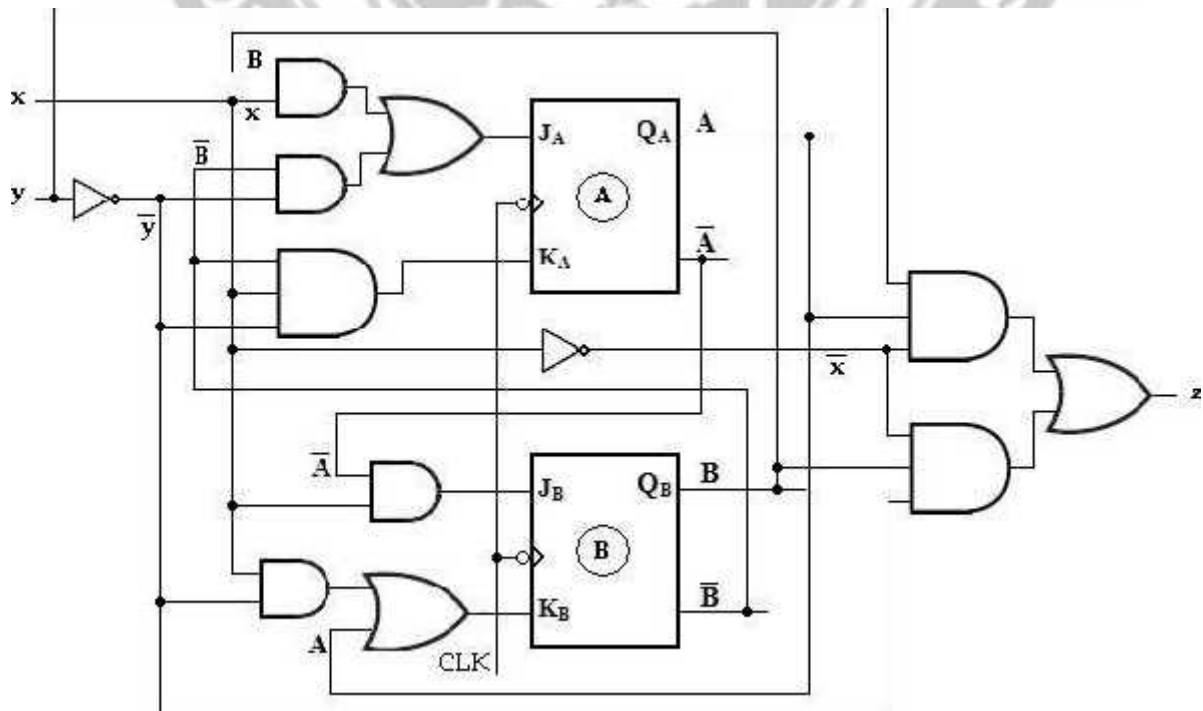 B
x
x
B̅
y
y̅
J_A
Q_A
A
A
A̅
K_A
x̅
z
A̅
J_B
Q_B
B
B
K_B
B̅
A
CLK